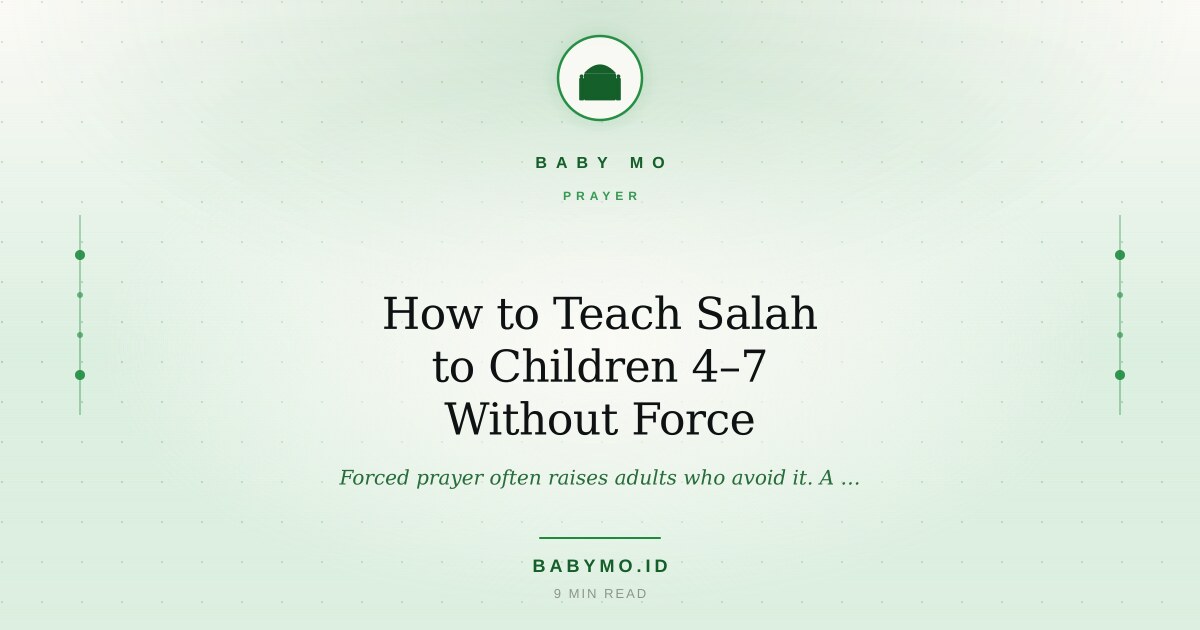 BABY MO
PRAYER
How to Teach Salah
to Children 4–7
Without Force
Forced prayer often raises adults who avoid it. A ...
BABYMO.ID
9 MIN READ